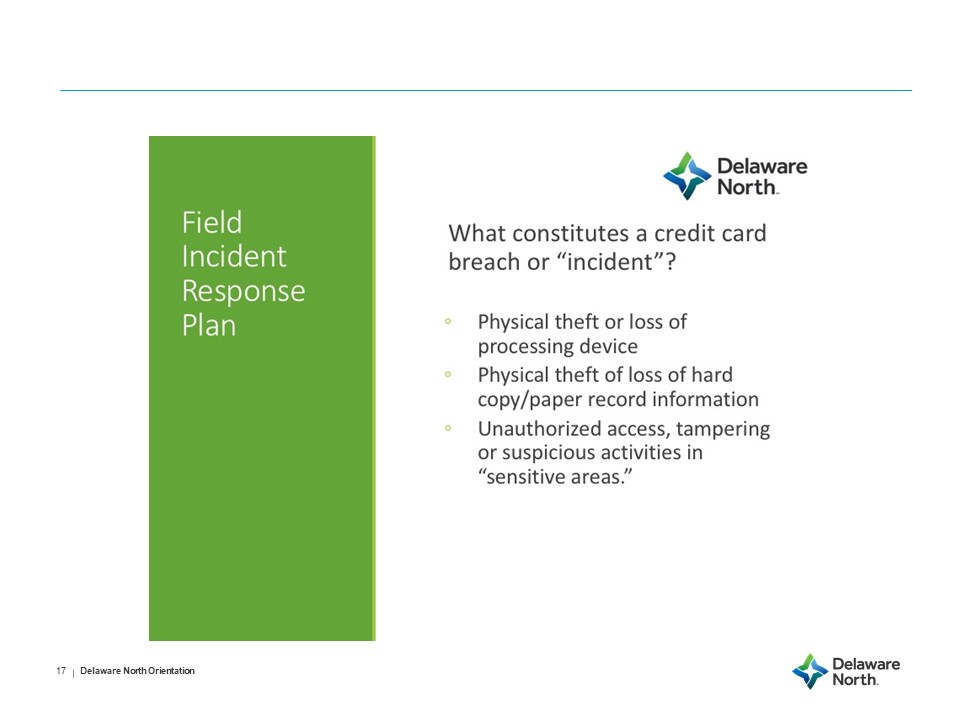 Field
Incident
Response
Plan
Delaware
North
What constitutes a credit card
breach or “incident”?
◦ Physical theft or loss of
processing device
◦ Physical theft of loss of hard
copy/paper record information
◦ Unauthorized access, tampering
or suspicious activities in
“sensitive areas.”
17 | Delaware North Orientation
Delaware
North